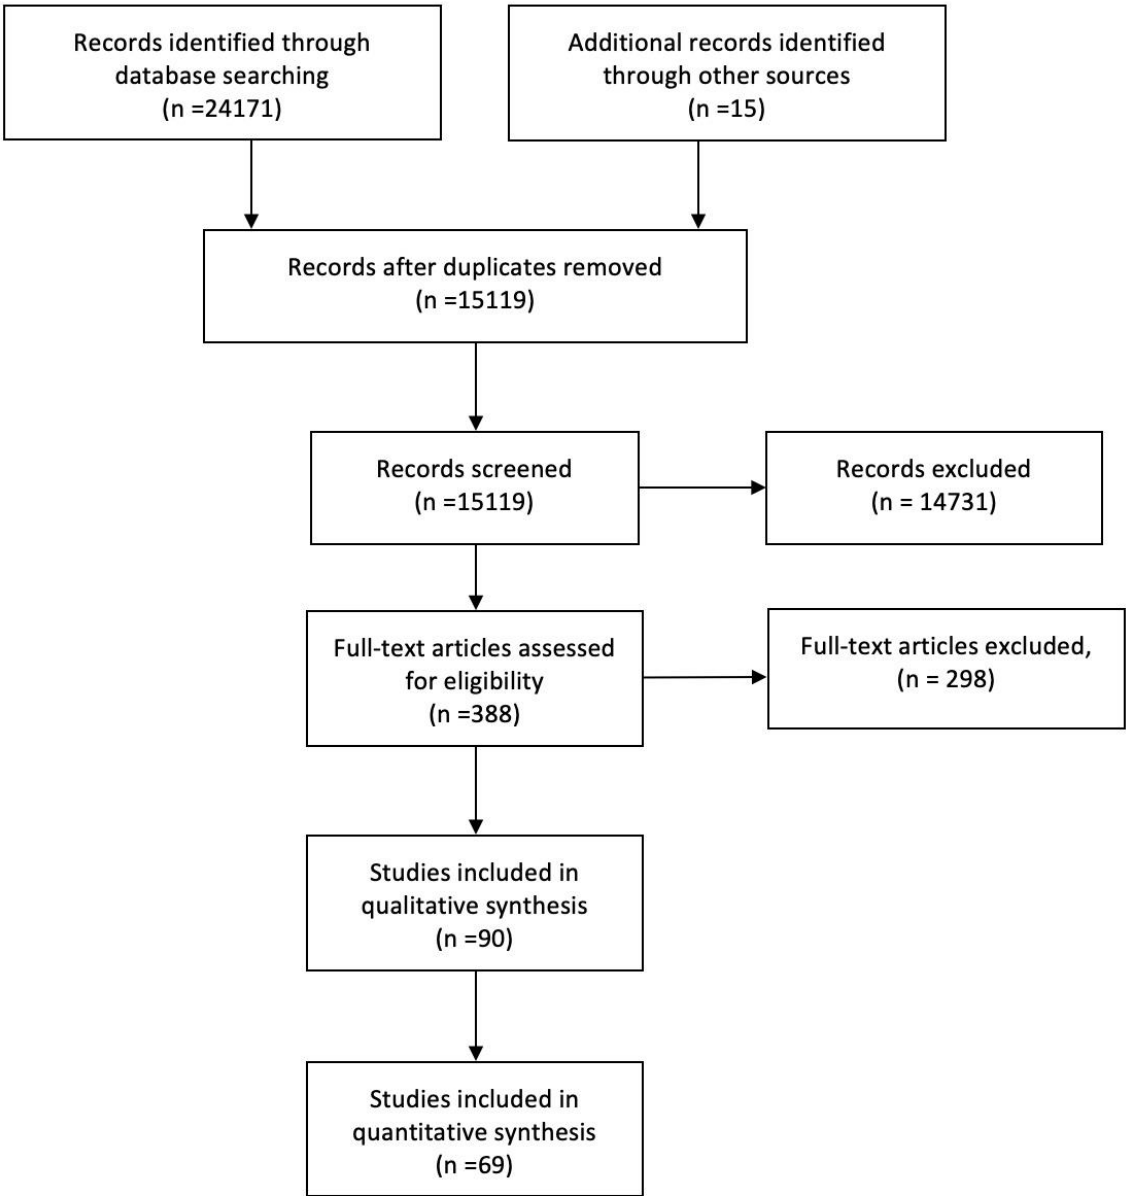 Records identified through
database searching
(n =24171)
Additional records identified
through other sources
(n =15)
Records after duplicates removed
(n =15119)
Records screened
(n =15119)
Records excluded
(n = 14731)
Full-text articles assessed
for eligibility
(n =388)
Full-text articles excluded,
(n = 298)
Studies included in
qualitative synthesis
(n =90)
Studies included in
quantitative synthesis
(n =69)